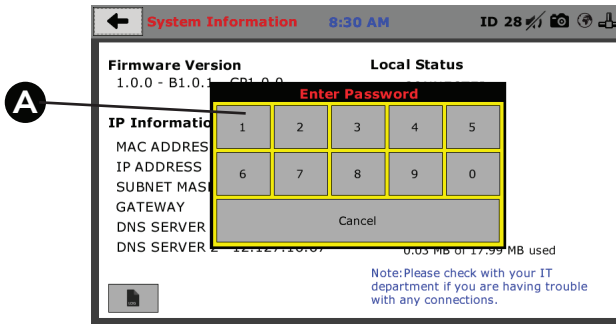 System Information 8:30 AM ID 28
Firmware Version Local Status
1.0.0 - B1.0.1
Enter Password
A
IP Information
1 2 3 4 5
MAC ADDRES
IP ADDRESS
6 7 8 9 0
SUBNET MAS
GATEWAY
Cancel
DNS SERVER
DNS SERVER 2
0.03 MB of 17.99 MB used
Note:Please check with your IT
department if you are having trouble
with any connections.